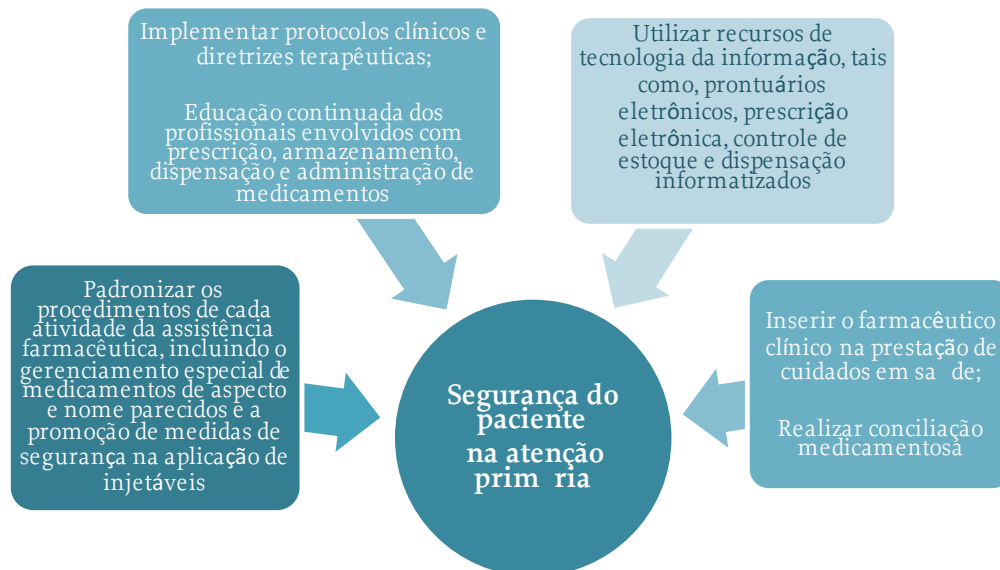 Implementar protocolos clínicos e
diretrizes terapêuticas;
Educação continuada dos
profissionais envolvidos com
prescrição, armazenamento,
dispensação e administração de
medicamentos
Utilizar recursos de
tecnologia da informação, tais
como, prontuários
eletrônicos, prescrição
eletrônica, controle de
estoque e dispensação
informatizados
Padronizar os
procedimentos de cada
atividade da assistência
farmacêutica, incluindo o
gerenciamento especial de
medicamentos de aspecto
e nome parecidos e a
promoção de medidas de
segurança na aplicação de
injetáveis
Segurança do
paciente
na atenção
prim ria
Inserir o farmacêutico
clínico na prestação de
cuidados em sa de;
Realizar conciliação
medicamentosa